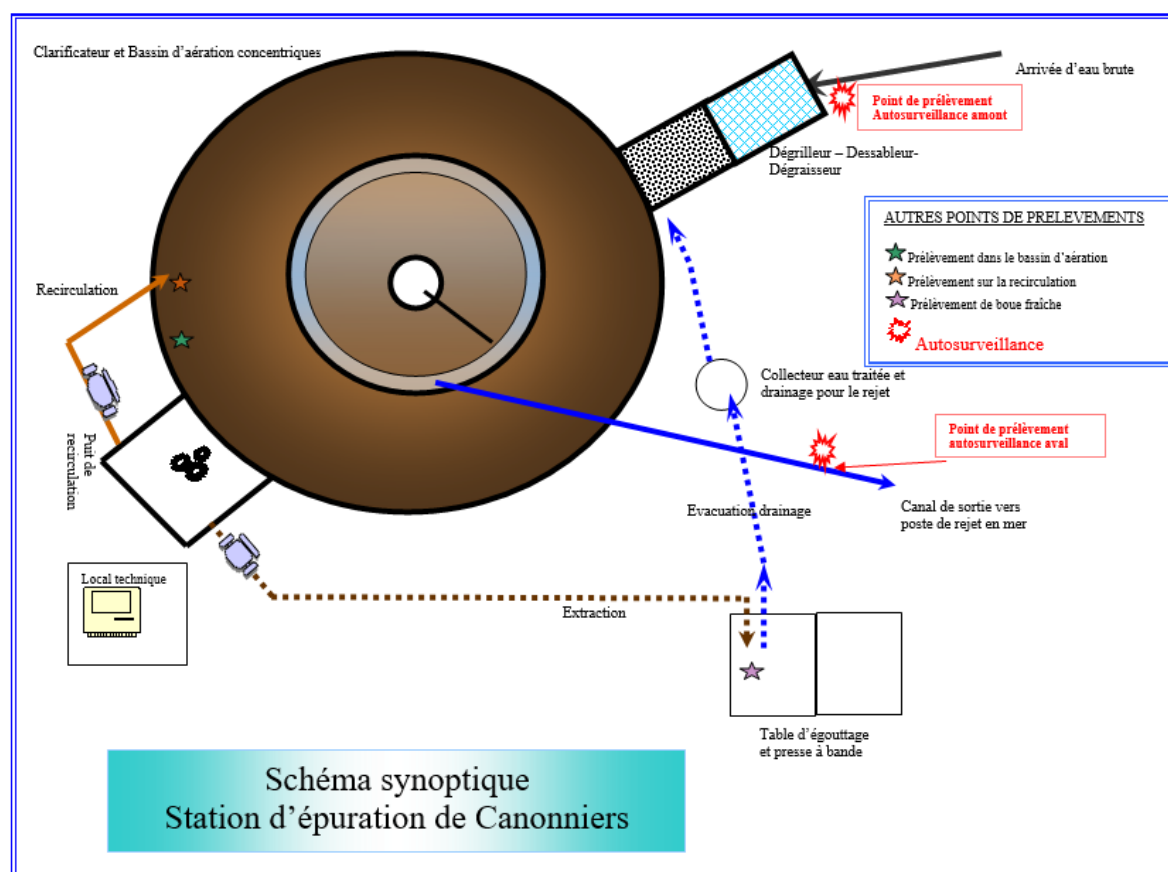 Clarificateur et Bassin d'aération concentriques
Arrivée d'eau brute
Point de prélèvement
Autosurveillance amont
Dégrilleur – Dessableur-
Dégraisseur
AUTRES POINTS DE PRELEVEMENTS
Prélèvement dans le bassin d'aération
Prélèvement sur la recirculation
Prélèvement de boue fraîche
Autosurveillance
Recirculation
Collecteur eau traitée et
drainage pour le rejet
Point de prélèvement
autosurveillance aval
Puit de
recirculation
Evacuation drainage
Canal de sortie vers
poste de rejet en mer
Local technique
Extraction
Table d'égouttage
et presse à bande
Schéma synoptique
Station d'épuration de Canonniers